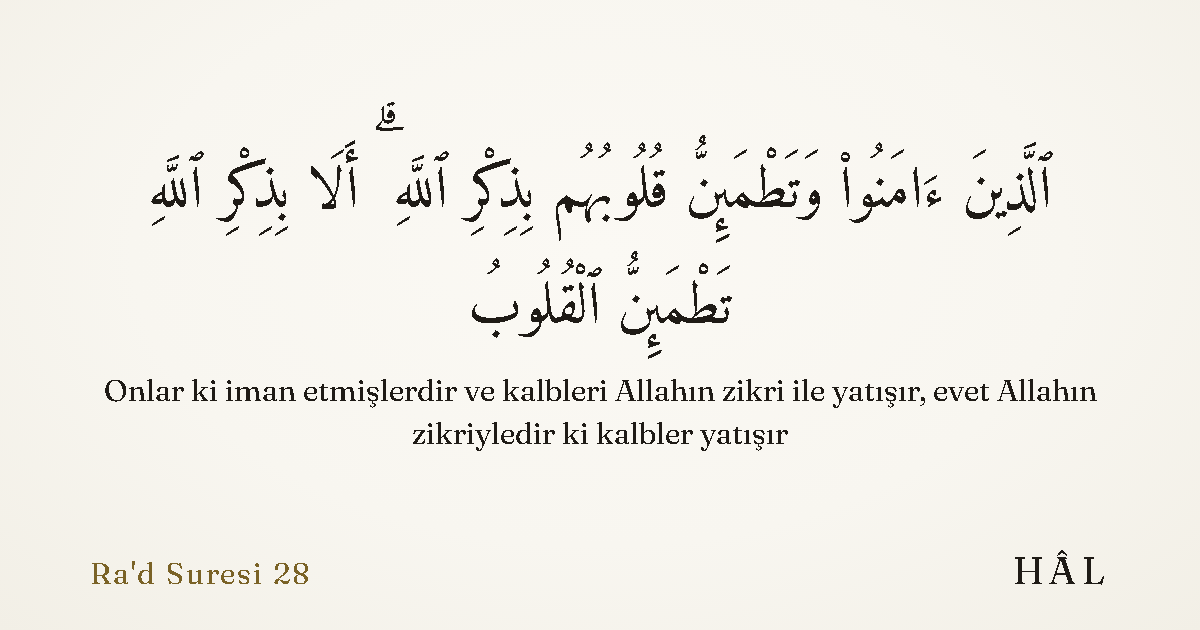 ٱلَّذِينَ ءَامَنُوا۟ وَتَطْمَئِنُّ قُلُوبُهُم بِذِكْرِ ٱللَّهِ ۗ أَلَا بِذِكْرِ ٱللَّهِ
تَطْمَئِنُّ ٱلْقُلُوبُ
Onlar ki iman etmişlerdir ve kalbleri Allahın zikri ile yatışır, evet Allahın
zikriyledir ki kalbler yatışır
Ra'd Suresi 28
HÂL